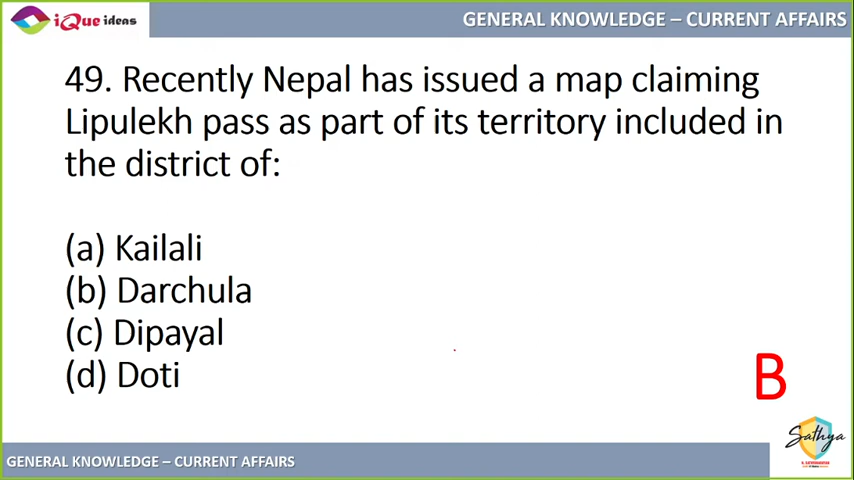 iQue ideas
GENERAL KNOWLEDGE – CURRENT AFFAIRS
49. Recently Nepal has issued a map claiming
Lipulekh pass as part of its territory included in
the district of:
(a) Kailali
(b) Darchula
(c) Dipayal
(d) Doti
B
Sathya
GENERAL KNOWLEDGE – CURRENT AFFAIRS